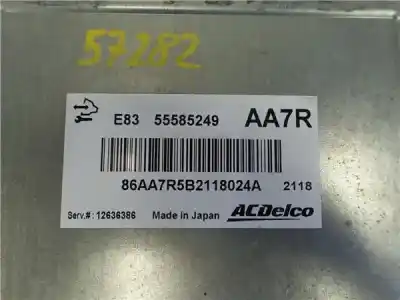 57282
E83 55585249 AA7R
86AA7R5B2118024A 2118
Serv.#: 12636386 Made in Japan ACDelco